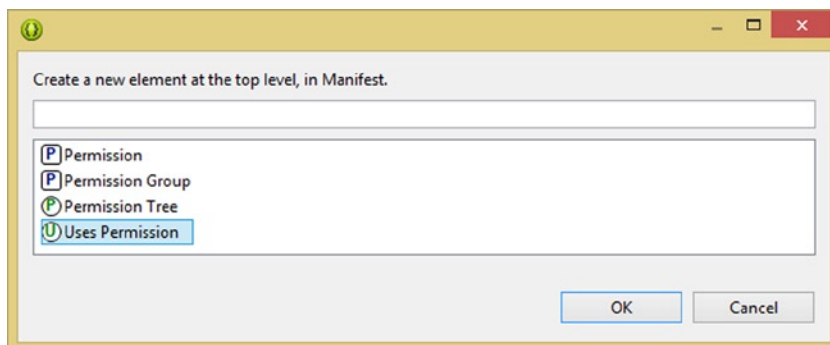 Create a new element at the top level, in Manifest.
P Permission
P Permission Group
P Permission Tree
U Uses Permission
OK
Cancel